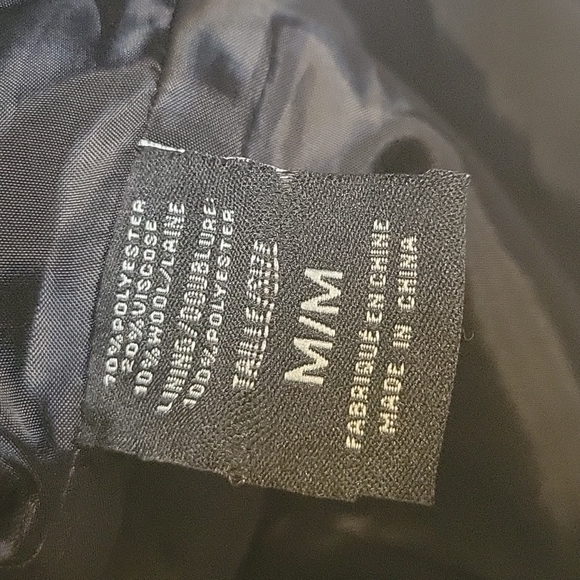 70% POLYESTER
20% VISCOSE
10% WOOL/LAINE
LINING/DOUBLURE:
100% POLYESTER
TAILLE/SIZE
M/M
FABRIQUE EN CHINE
MADE IN CHINA